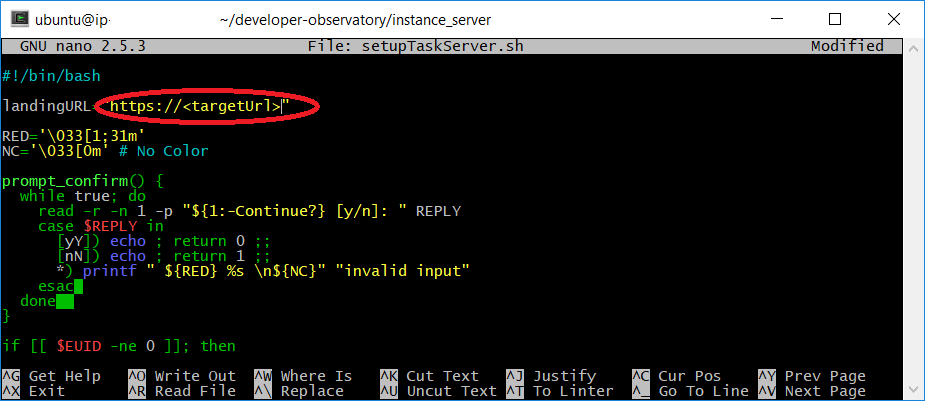 ubuntu@ip- ~/developer-observatory/instance_server
GNU nano 2.5.3 File: setupTaskServer.sh Modified
#!/bin/bash
landingURL="https://<targetUrl>"
RED='\033[1;31m'
NC='\033[0m' # No Color
prompt_confirm() {
while true; do
read -r -n 1 -p "${1:-Continue?} [y/n]: " REPLY
case $REPLY in
[yY]) echo ; return 0 ;;
[nN]) echo ; return 1 ;;
*) printf " ${RED} %s \n${NC}" "invalid input"
esac
done
}
if [[ $EUID -ne 0 ]]; then
^G Get Help ^O Write Out ^W Where Is ^K Cut Text ^J Justify ^C Cur Pos ^Y Prev Page
^X Exit ^R Read File ^\ Replace ^U Uncut Text ^T To Linter ^_ Go To Line ^V Next Page